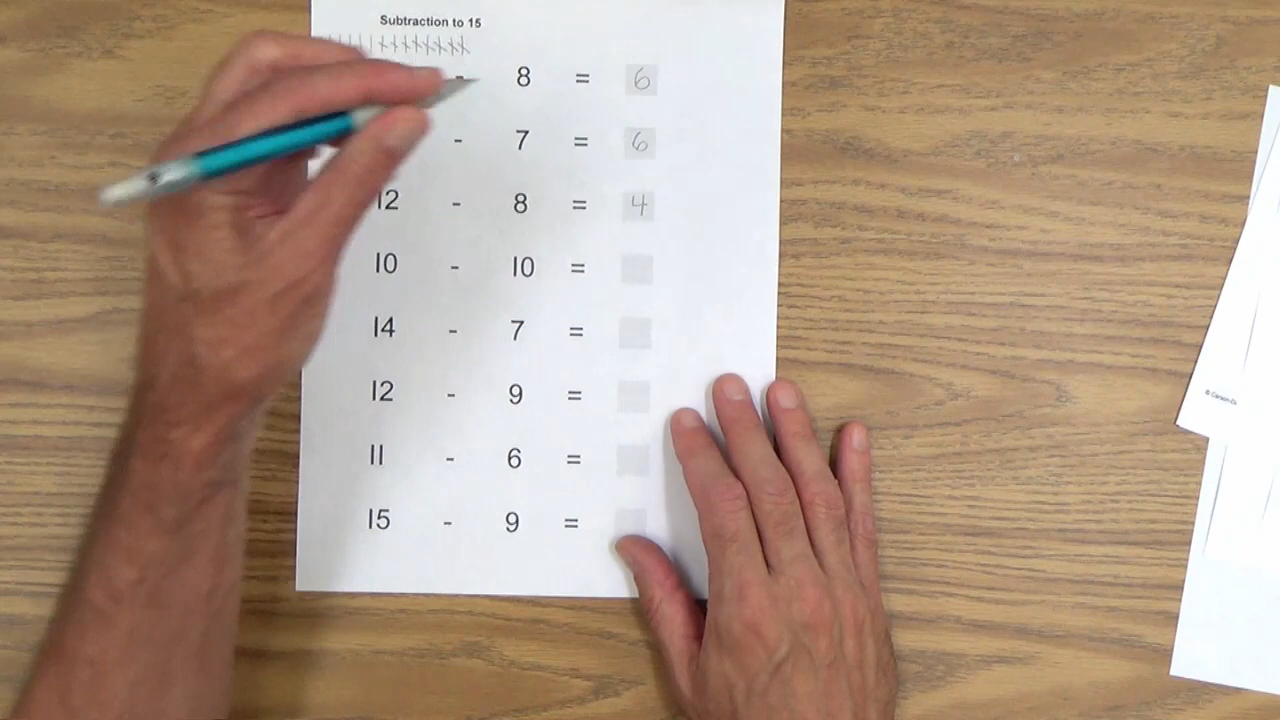 Subtraction to 15
- 8 = 6
- 7 = 6
12 - 8 = 4
10 - 10 =
14 - 7 =
12 - 9 =
11 - 6 =
15 - 9 =